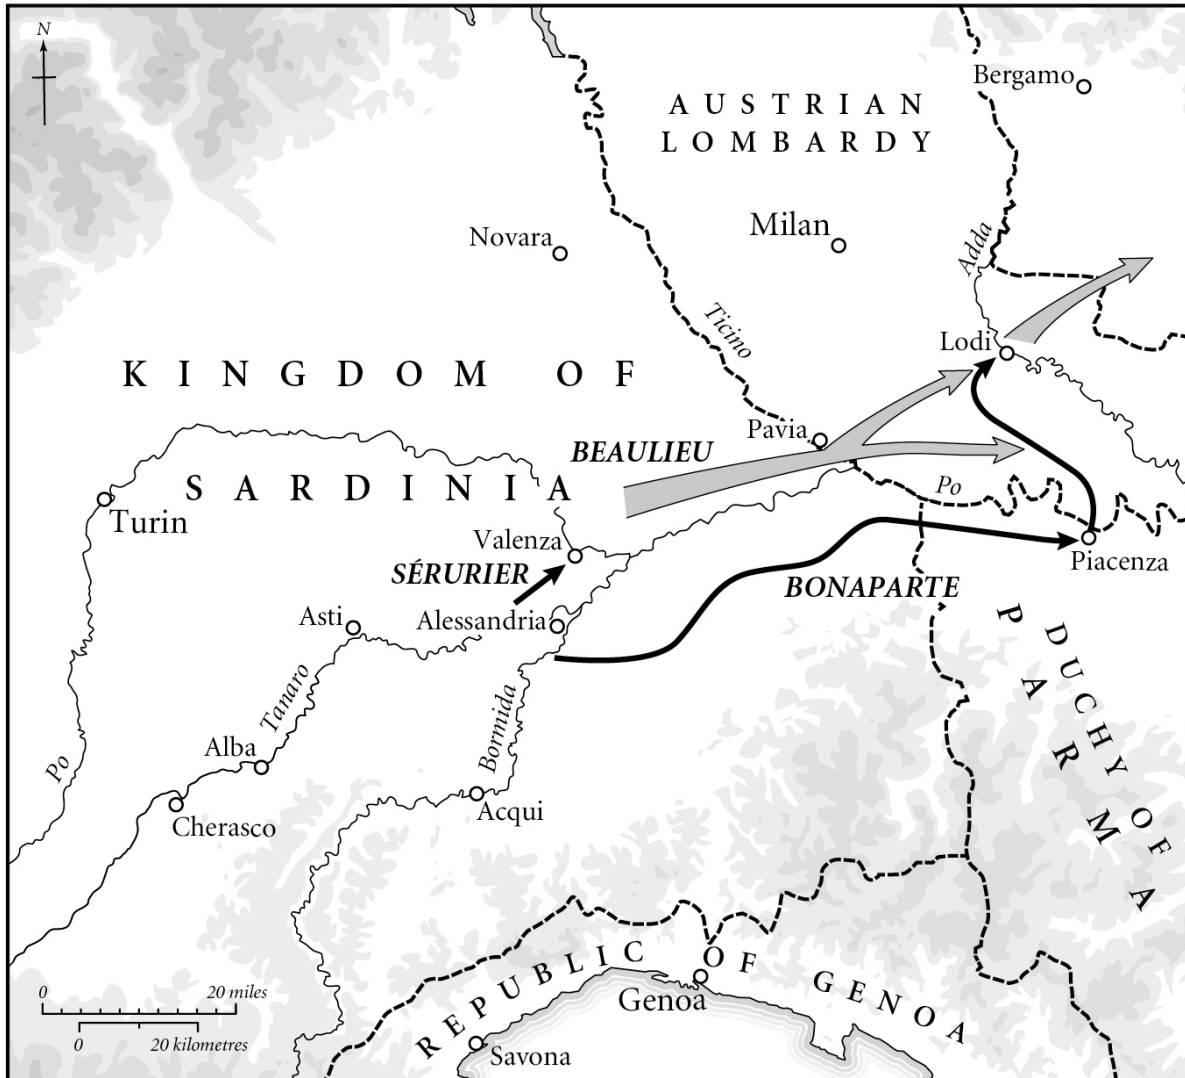 N
Bergamo
AUSTRIAN
LOMBARDY
Novara
Milan
Adda
Ticino
Lodi
KINGDOM OF
Pavia
BEAULIEU
SARDINIA
Po
Turin
Valenza
Piacenza
SÉRURIER
BONAPARTE
Asti
Alessandria
DUCHY OF
PARMA
Tanaro
Bormida
Alba
Po
Acqui
Cherasco
REPUBLIC OF GENOA
Genoa
0 20 miles
0 20 kilometres
Savona